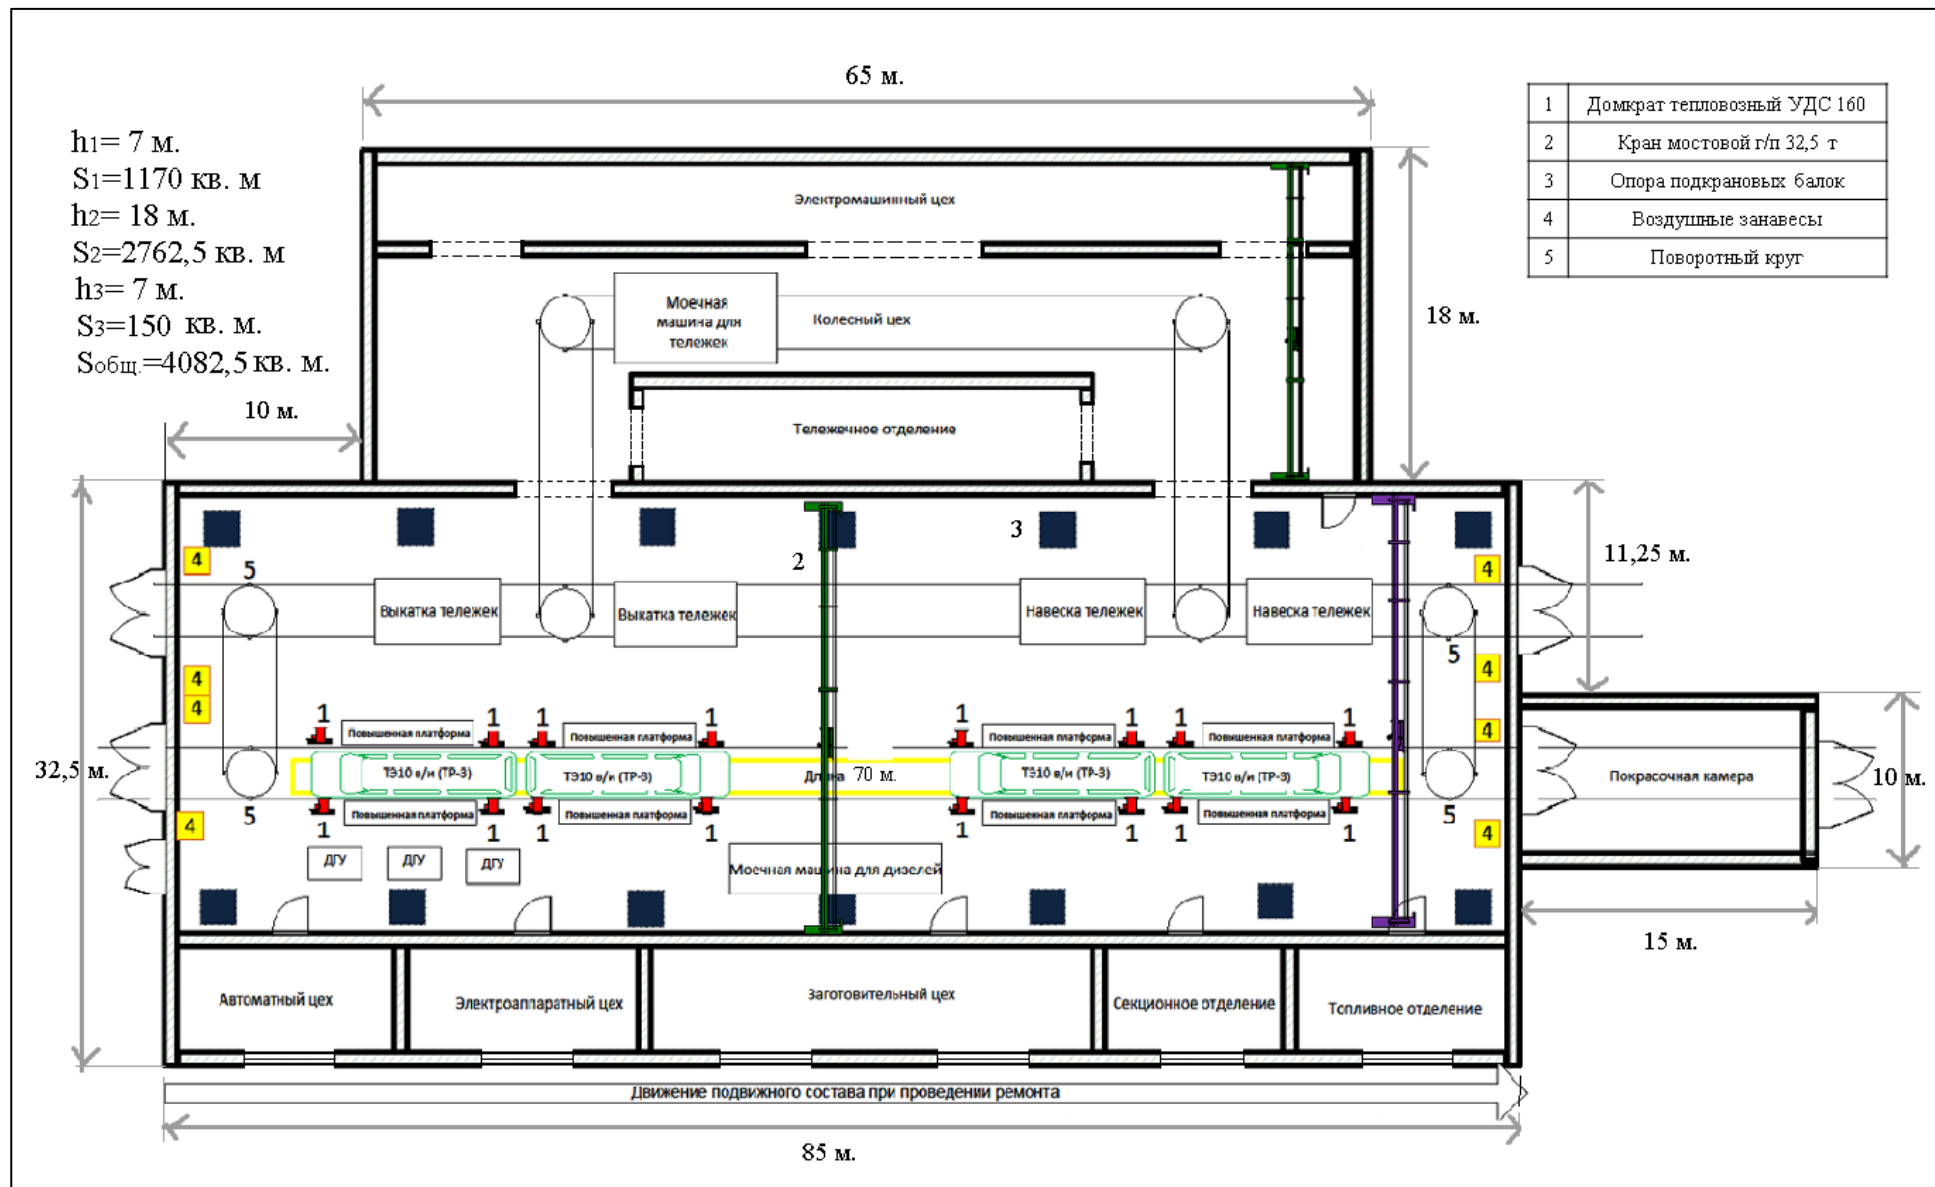 65 м.
h1= 7 м.
S1=1170 кв. м
h2= 18 м.
S2=2762,5 кв. м
h3= 7 м.
S3=150 кв. м.
Sобщ.=4082,5 кв. м.
1 Домкрат тепловозный УДС 160
2 Кран мостовой г/п 32,5 т
3 Опора подкрановых балок
4 Воздушные занавесы
5 Поворотный круг
Электромашинный цех
Моечная
машина для
тележек
Колесный цех
18 м.
10 м.
Тележечное отделение
3
2
4
4
11,25 м.
5
Выкатка тележек
Выкатка тележек
Навеска тележек
Навеска тележек
5
4
4
4
4
1
1
1
1
1
1
1
1
Повышенная платформа
Повышенная платформа
Повышенная платформа
Повышенная платформа
32,5 м.
ТЭ10 в/и (ТР-3)
ТЭ10 в/и (ТР-3)
Длина 70 м.
ТЭ10 в/и (ТР-3)
ТЭ10 в/и (ТР-3)
Покрасочная камера
10 м.
Повышенная платформа
Повышенная платформа
Повышенная платформа
Повышенная платформа
5
5
4
4
1
1
1
1
1
1
1
1
ДГУ
ДГУ
ДГУ
Моечная машина для дизелей
15 м.
Автоматный цех
Электроаппаратный цех
Заготовительный цех
Секционное отделение
Топливное отделение
Движение подвижного состава при проведении ремонта
85 м.